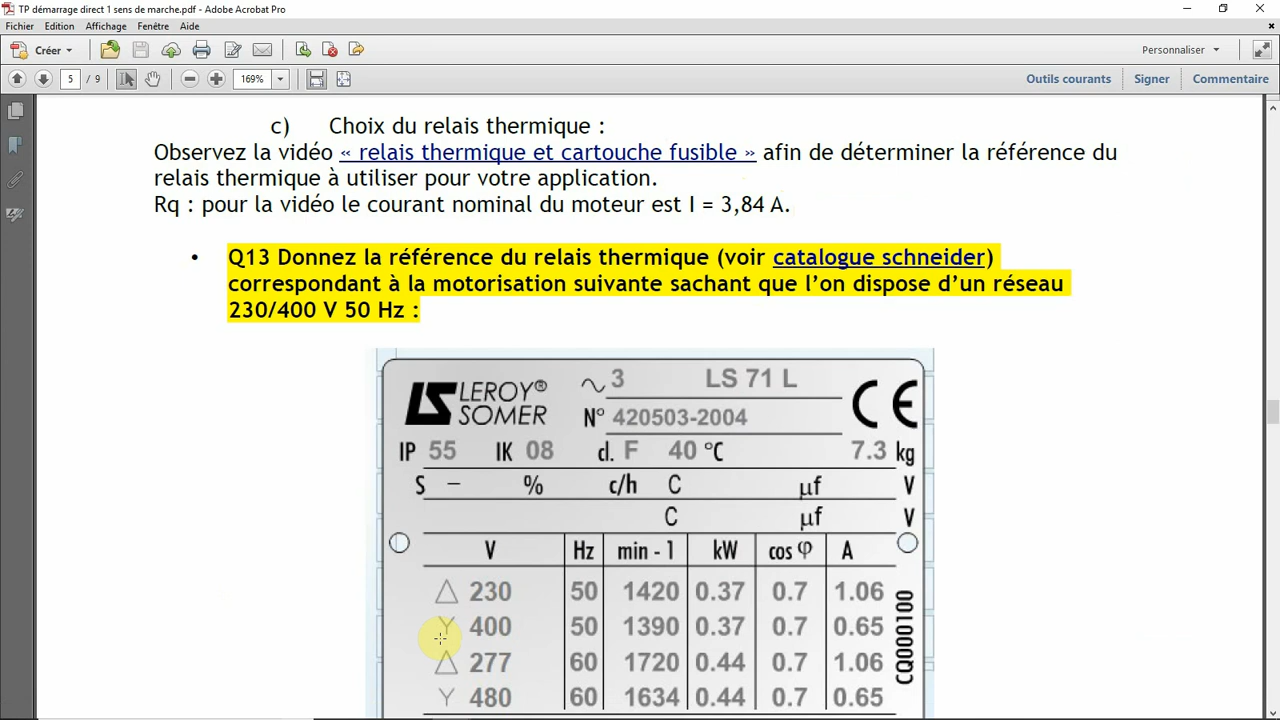 TP démarrage direct 1 sens de marche.pdf - Adobe Acrobat Pro
Fichier Edition Affichage Fenêtre Aide
Créer Personnaliser
5 / 9 169% Outils courants Signer Commentaire
c) Choix du relais thermique :
Observez la vidéo « relais thermique et cartouche fusible » afin de déterminer la référence du
relais thermique à utiliser pour votre application.
Rq : pour la vidéo le courant nominal du moteur est I = 3,84 A.
• Q13 Donnez la référence du relais thermique (voir catalogue schneider)
correspondant à la motorisation suivante sachant que l’on dispose d’un réseau
230/400 V 50 Hz :
LS LEROY® SOMER ~ 3 LS 71 L CE
N° 420503-2004
IP 55 IK 08 cl. F 40 °C 7.3 kg
S – % c/h C µf V
C µf V
V Hz min - 1 kW cos φ A
△ 230 50 1420 0.37 0.7 1.06
Y 400 50 1390 0.37 0.7 0.65
△ 277 60 1720 0.44 0.7 1.06
Y 480 60 1634 0.44 0.7 0.65
CQ000100